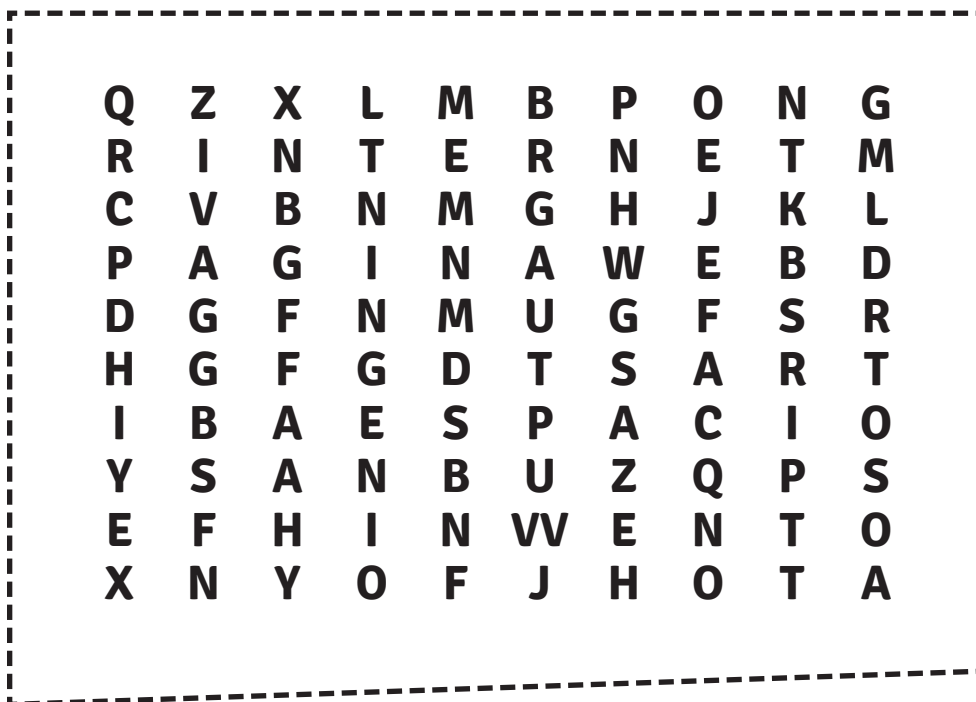 Q Z X L M B P O N G
R I N T E R N E T M
C V B N M G H J K L
P A G I N A W E B D
D G F N M U G F S R
H G F G D T S A R T
I B A E S P A C I O
Y S A N B U Z Q P S
E F H I N VV E N T O
X N Y O F J H O T A